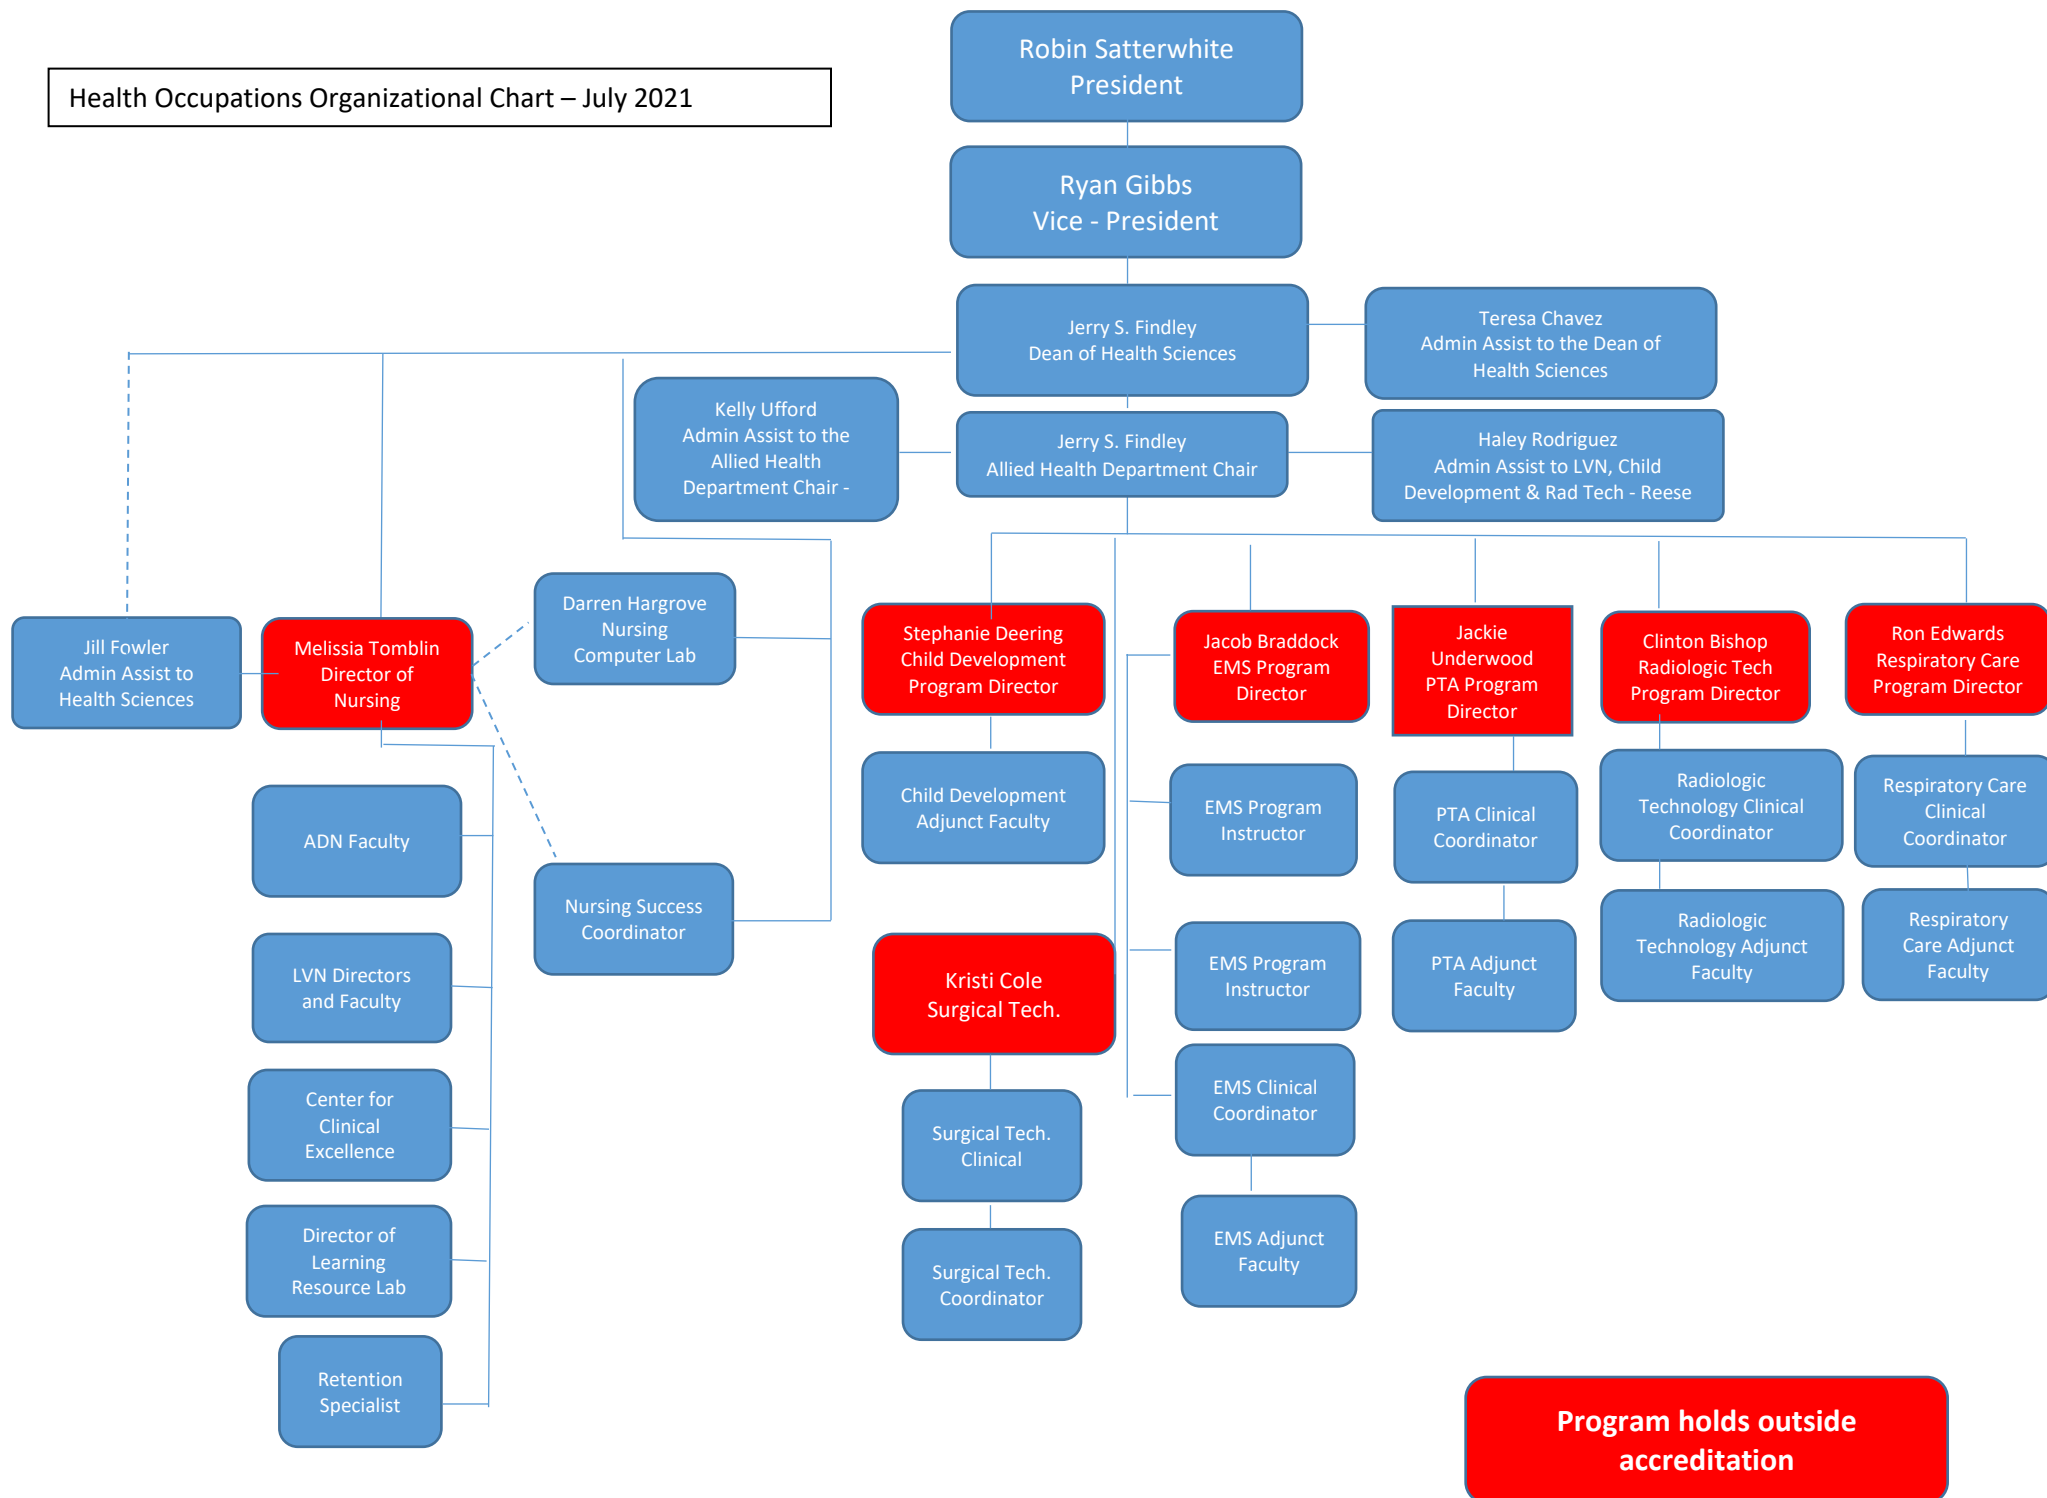 Health Occupations Organizational Chart – July 2021
Robin Satterwhite
President
Ryan Gibbs
Vice - President
Jerry S. Findley
Dean of Health Sciences
Teresa Chavez
Admin Assist to the Dean of
Health Sciences
Kelly Ufford
Admin Assist to the
Allied Health
Department Chair -
Jerry S. Findley
Allied Health Department Chair
Haley Rodriguez
Admin Assist to LVN, Child
Development & Rad Tech - Reese
Jill Fowler
Admin Assist to
Health Sciences
Melissia Tomblin
Director of
Nursing
Darren Hargrove
Nursing
Computer Lab
Stephanie Deering
Child Development
Program Director
Jacob Braddock
EMS Program
Director
Jackie
Underwood
PTA Program
Director
Clinton Bishop
Radiologic Tech
Program Director
Ron Edwards
Respiratory Care
Program Director
ADN Faculty
Nursing Success
Coordinator
Child Development
Adjunct Faculty
EMS Program
Instructor
PTA Clinical
Coordinator
Radiologic
Technology Clinical
Coordinator
Respiratory Care
Clinical
Coordinator
LVN Directors
and Faculty
Kristi Cole
Surgical Tech.
EMS Program
Instructor
PTA Adjunct
Faculty
Radiologic
Technology Adjunct
Faculty
Respiratory
Care Adjunct
Faculty
Center for
Clinical
Excellence
Surgical Tech.
Clinical
EMS Clinical
Coordinator
Director of
Learning
Resource Lab
Surgical Tech.
Coordinator
EMS Adjunct
Faculty
Retention
Specialist
Program holds outside
accreditation